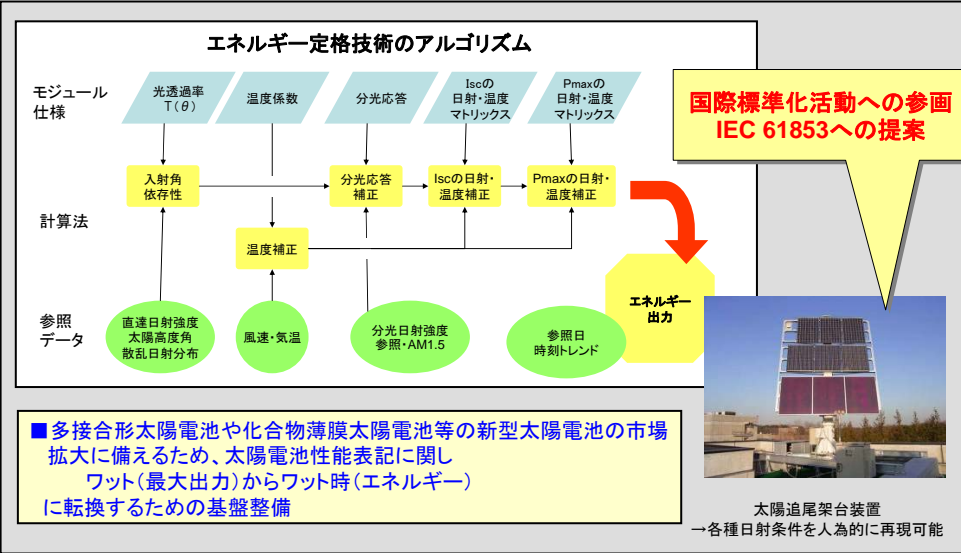 エネルギー定格技術のアルゴリズム
モジュール
仕様
光透過率
T(θ)
温度係数
分光応答
Iscの
日射・温度
マトリックス
Pmaxの
日射・温度
マトリックス
国際標準化活動への参画
IEC 61853への提案
計算法
入射角
依存性
分光応答
補正
Iscの日射・
温度補正
Pmaxの日射・
温度補正
温度補正
エネルギー
出力
参照
データ
直達日射強度
太陽高度角
散乱日射分布
風速・気温
分光日射強度
参照・AM1.5
参照日
時刻トレンド
■多接合形太陽電池や化合物薄膜太陽電池等の新型太陽電池の市場
拡大に備えるため、太陽電池性能表記に関し
ワット(最大出力)からワット時(エネルギー)
に転換するための基盤整備
太陽追尾架台装置
→各種日射条件を人為的に再現可能